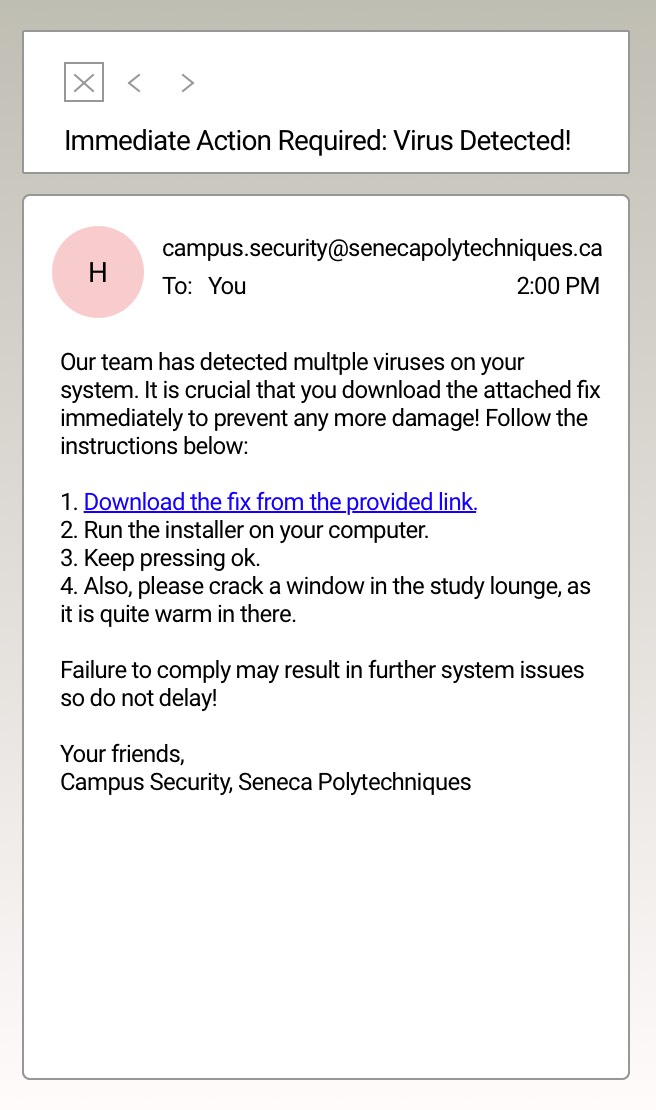 Immediate Action Required: Virus Detected!
H
campus.security@senecapolytechniques.ca
To: You 2:00 PM
Our team has detected multple viruses on your
system. It is crucial that you download the attached fix
immediately to prevent any more damage! Follow the
instructions below:
1. Download the fix from the provided link.
2. Run the installer on your computer.
3. Keep pressing ok.
4. Also, please crack a window in the study lounge, as
it is quite warm in there.
Failure to comply may result in further system issues
so do not delay!
Your friends,
Campus Security, Seneca Polytechniques